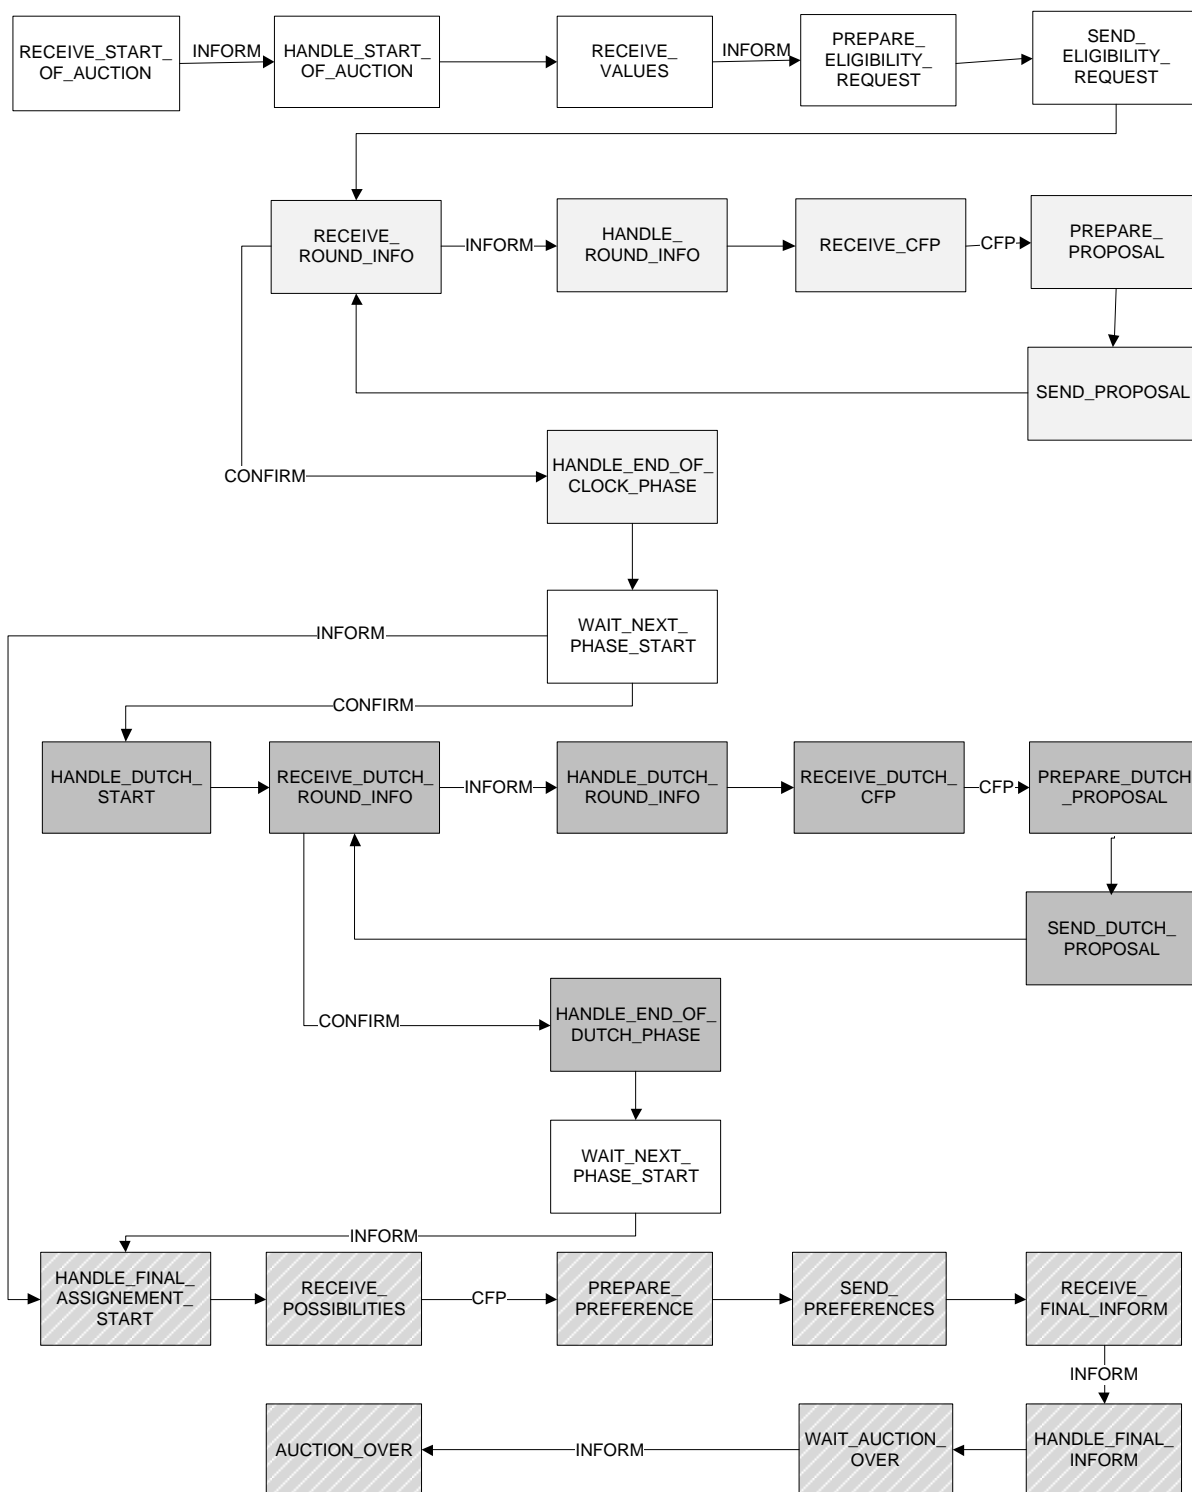 RECEIVE_START_
OF_AUCTION
INFORM
HANDLE_START_
OF_AUCTION
RECEIVE_
VALUES
INFORM
PREPARE_
ELIGIBILITY_
REQUEST
SEND_
ELIGIBILITY_
REQUEST
RECEIVE_
ROUND_INFO
INFORM
HANDLE_
ROUND_INFO
RECEIVE_CFP
CFP
PREPARE_
PROPOSAL
SEND_PROPOSAL
CONFIRM
HANDLE_END_OF_
CLOCK_PHASE
WAIT_NEXT_
PHASE_START
INFORM
CONFIRM
HANDLE_DUTCH_
START
RECEIVE_DUTCH_
ROUND_INFO
INFORM
HANDLE_DUTCH_
ROUND_INFO
RECEIVE_DUTCH_
CFP
CFP
PREPARE_DUTCH
_PROPOSAL
SEND_DUTCH_
PROPOSAL
CONFIRM
HANDLE_END_OF_
DUTCH_PHASE
WAIT_NEXT_
PHASE_START
INFORM
HANDLE_FINAL_
ASSIGNEMENT_
START
RECEIVE_
POSSIBILITIES
CFP
PREPARE_
PREFERENCE
SEND_
PREFERENCES
RECEIVE_
FINAL_INFORM
INFORM
HANDLE_FINAL_
INFORM
WAIT_AUCTION_
OVER
INFORM
AUCTION_OVER